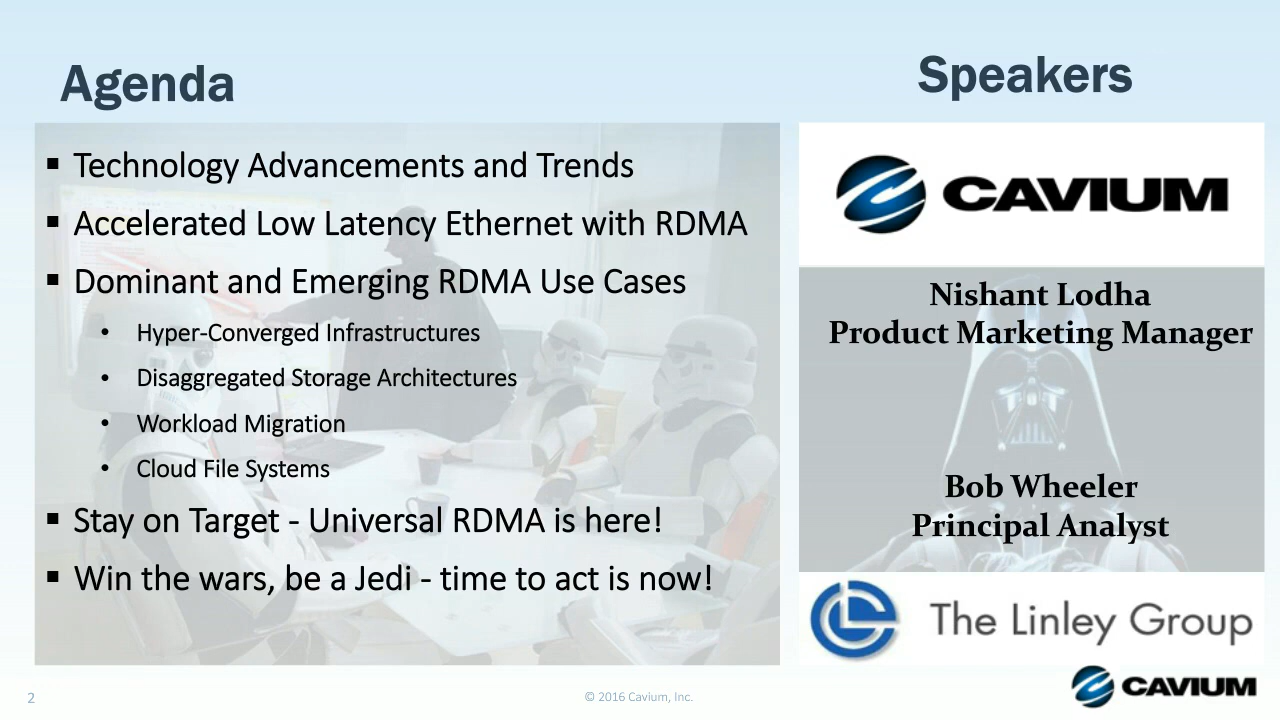 Agenda
▪ Technology Advancements and Trends
▪ Accelerated Low Latency Ethernet with RDMA
▪ Dominant and Emerging RDMA Use Cases
• Hyper-Converged Infrastructures
• Disaggregated Storage Architectures
• Workload Migration
• Cloud File Systems
▪ Stay on Target - Universal RDMA is here!
▪ Win the wars, be a Jedi - time to act is now!
Speakers
CAVIUM
Nishant Lodha
Product Marketing Manager
Bob Wheeler
Principal Analyst
The Linley Group
2
© 2016 Cavium, Inc.
CAVIUM